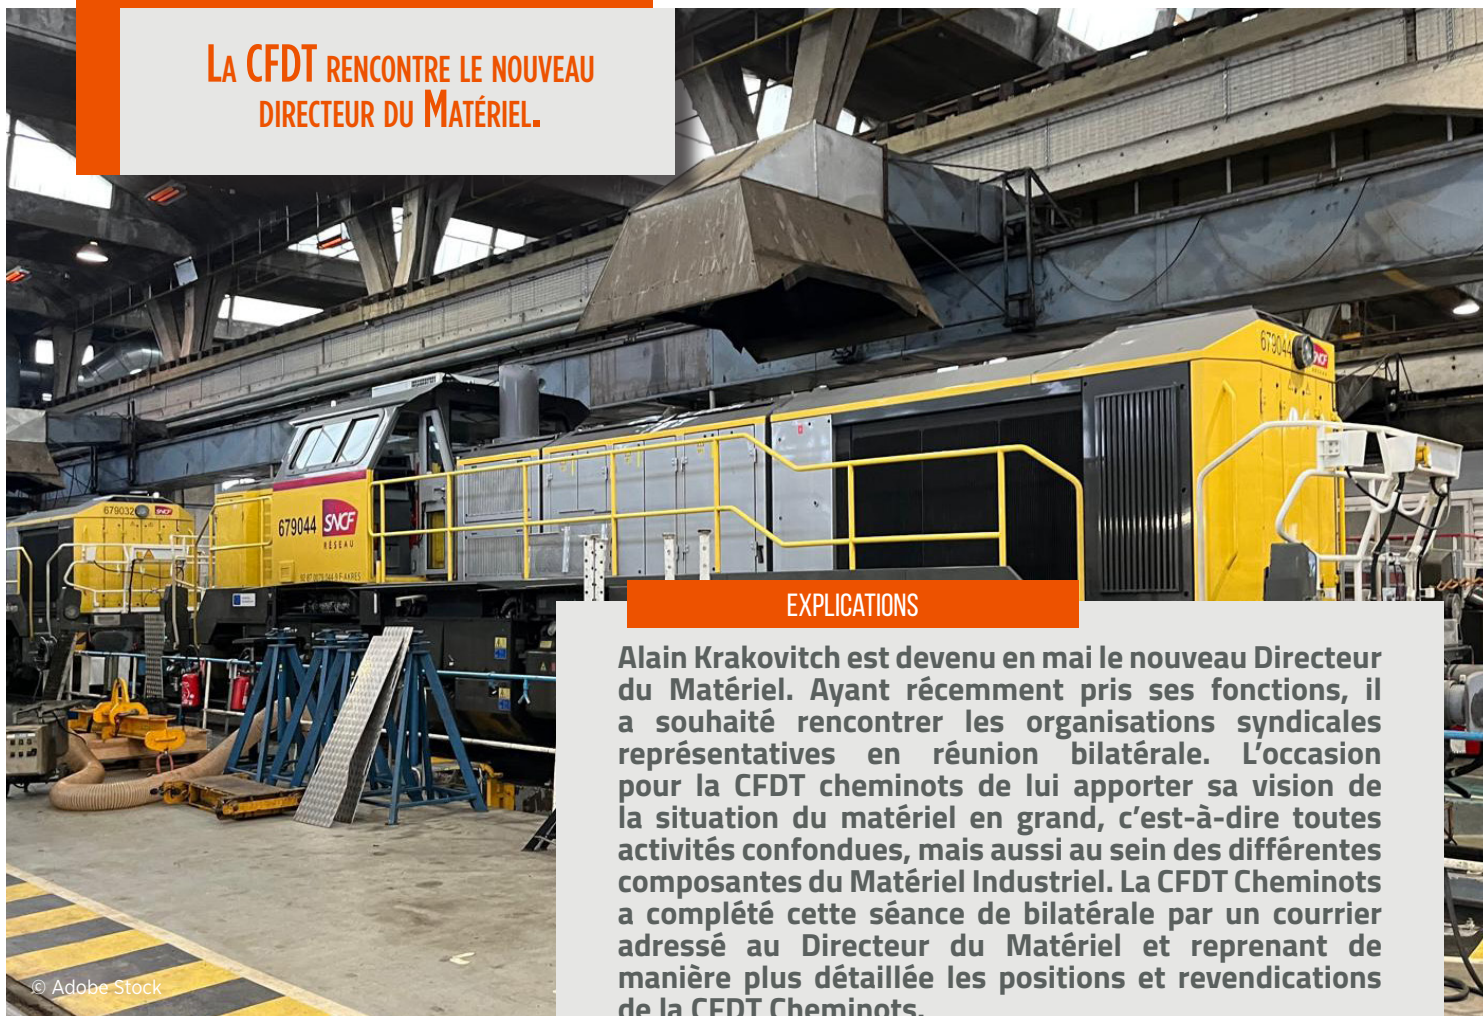 La CFDT rencontre le nouveau
directeur du Matériel.
679044
SNCF
RÉSEAU
679032
679044
SNCF
RÉSEAU
EXPLICATIONS
Alain Krakovitch est devenu en mai le nouveau Directeur
du Matériel. Ayant récemment pris ses fonctions, il
a souhaité rencontrer les organisations syndicales
représentatives en réunion bilatérale. L’occasion
pour la CFDT cheminots de lui apporter sa vision de
la situation du matériel en grand, c’est-à-dire toutes
activités confondues, mais aussi au sein des différentes
composantes du Matériel Industriel. La CFDT Cheminots
a complété cette séance de bilatérale par un courrier
adressé au Directeur du Matériel et reprenant de
manière plus détaillée les positions et revendications
de la CFDT Cheminots.
© Adobe Stock